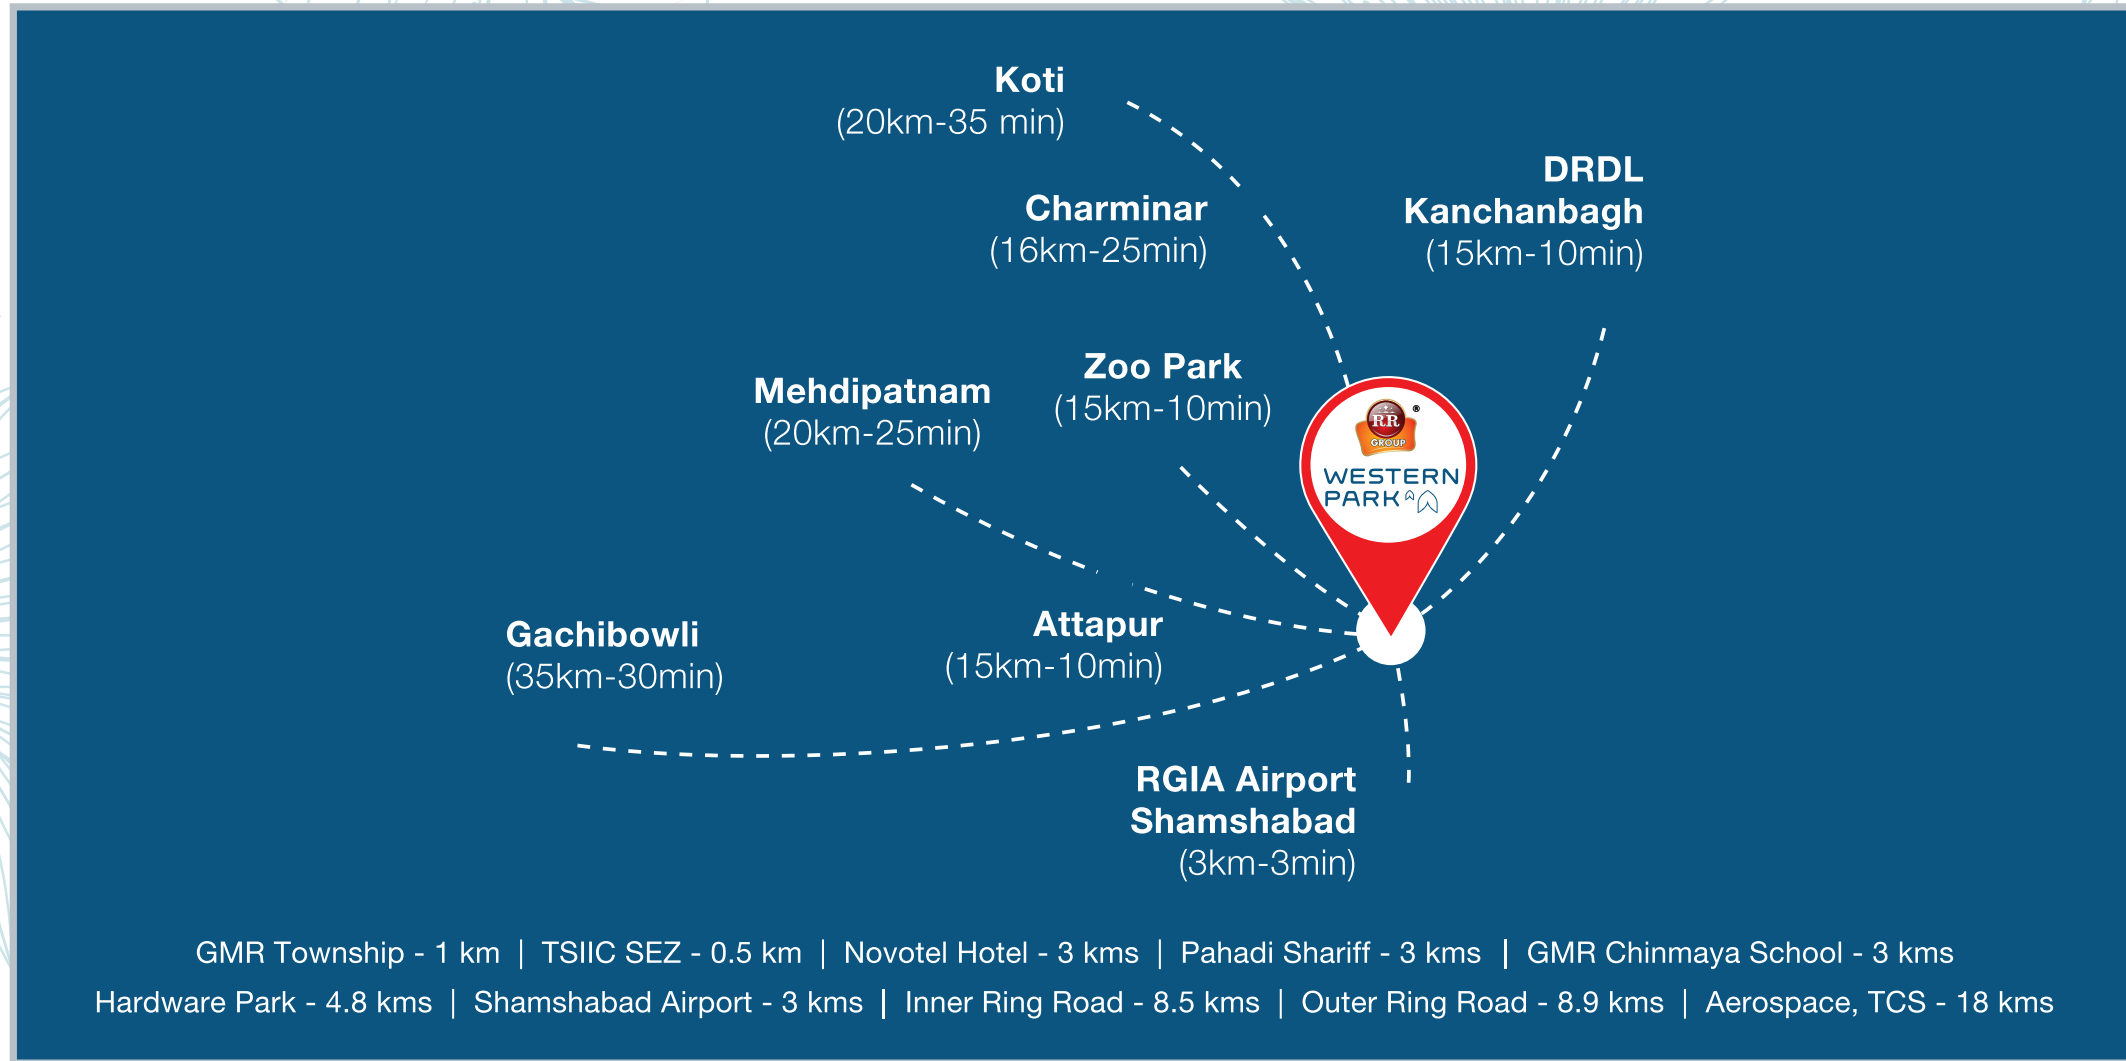 Koti
(20km-35 min)
DRDL
Kanchanbagh
(15km-10min)
Charminar
(16km-25min)
Zoo Park
(15km-10min)
Mehdipatnam
(20km-25min)
RR
GROUP
®
WESTERN
PARK
Attapur
(15km-10min)
Gachibowli
(35km-30min)
RGIA Airport
Shamshabad
(3km-3min)
GMR Township - 1 km | TSIIC SEZ - 0.5 km | Novotel Hotel - 3 kms | Pahadi Shariff - 3 kms | GMR Chinmaya School - 3 kms
Hardware Park - 4.8 kms | Shamshabad Airport - 3 kms | Inner Ring Road - 8.5 kms | Outer Ring Road - 8.9 kms | Aerospace, TCS - 18 kms